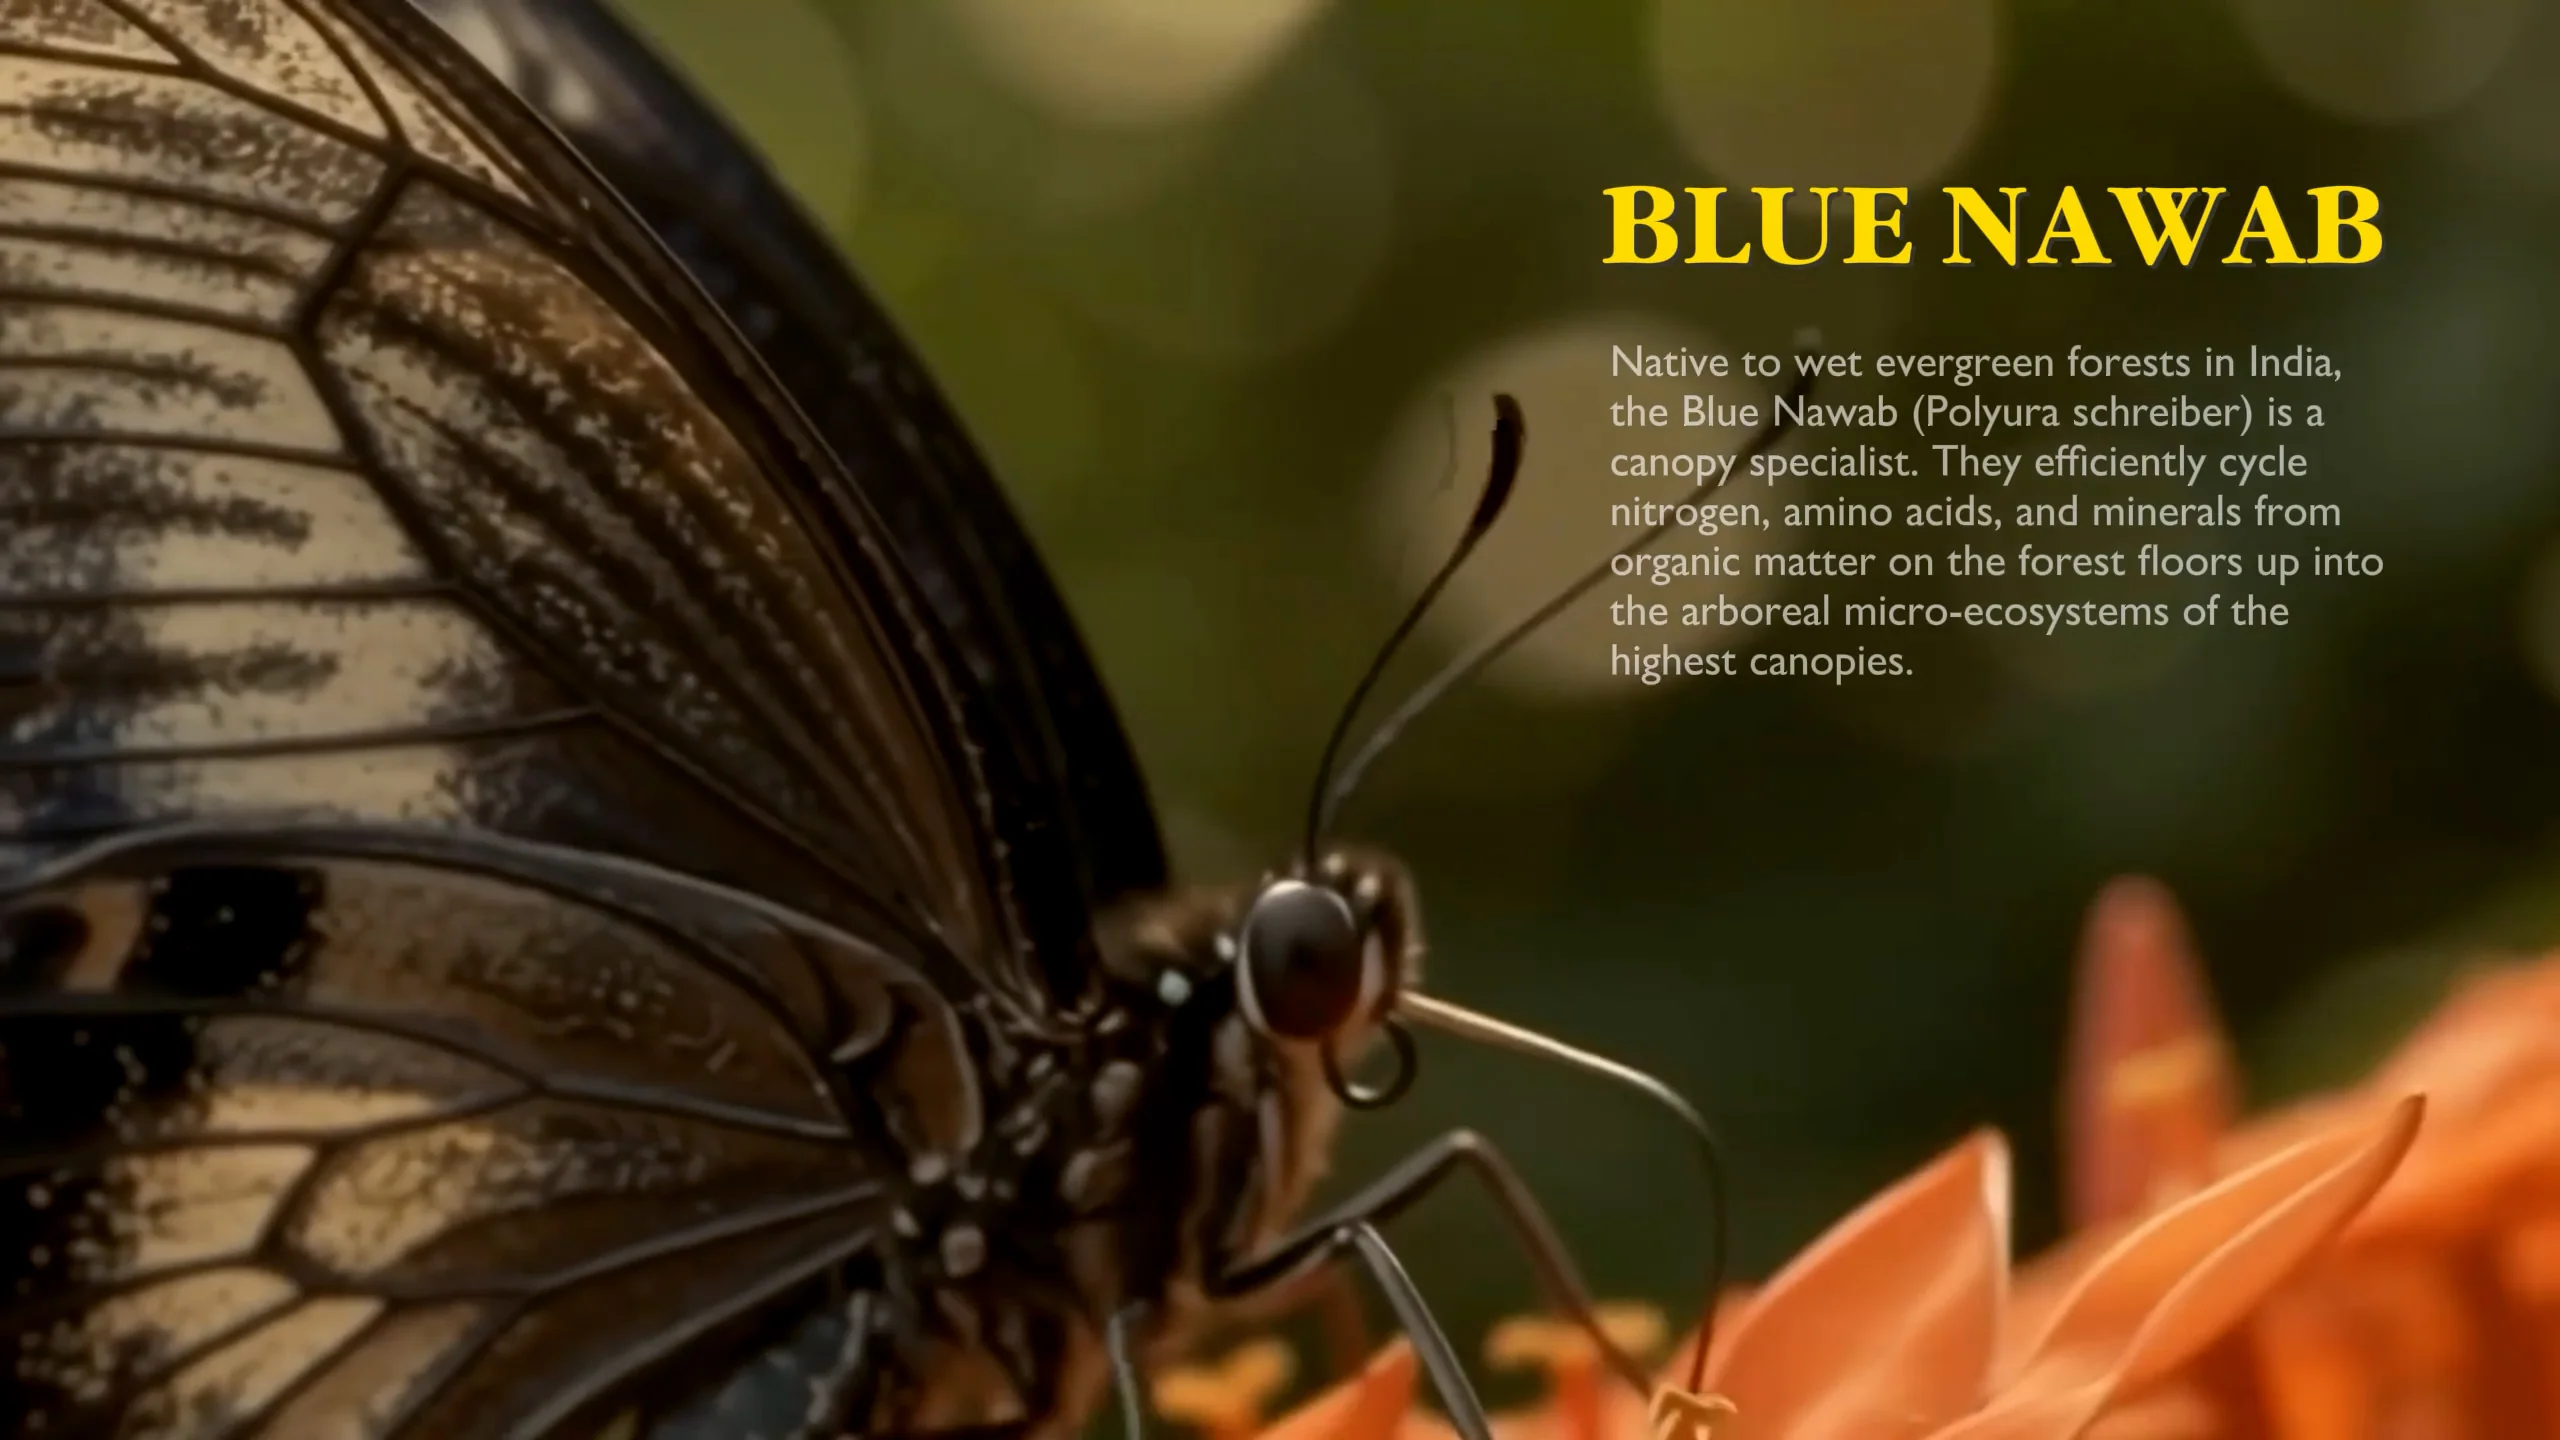 BLUE NAWAB
Native to wet evergreen forests in India,
the Blue Nawab (Polyura schreiber) is a
canopy specialist. They efficiently cycle
nitrogen, amino acids, and minerals from
organic matter on the forest floors up into
the arboreal micro-ecosystems of the
highest canopies.